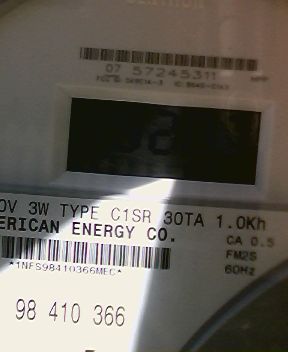 07 57245311
0V 3W TYPE C1SR 30TA 1.0Kh
ERICAN ENERGY CO.
CA 0.5
FM2S
60Hz
*1NFS98410366MEC*
98 410 366